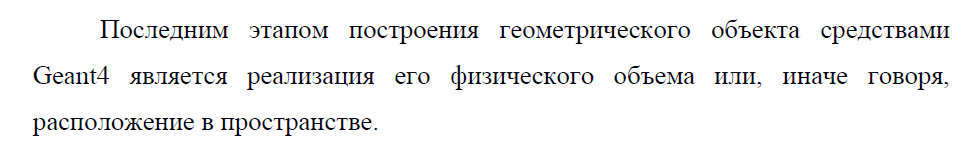 Последним этапом построения геометрического объекта средствами
Geant4 является реализация его физического объема или, иначе говоря,
расположение в пространстве.